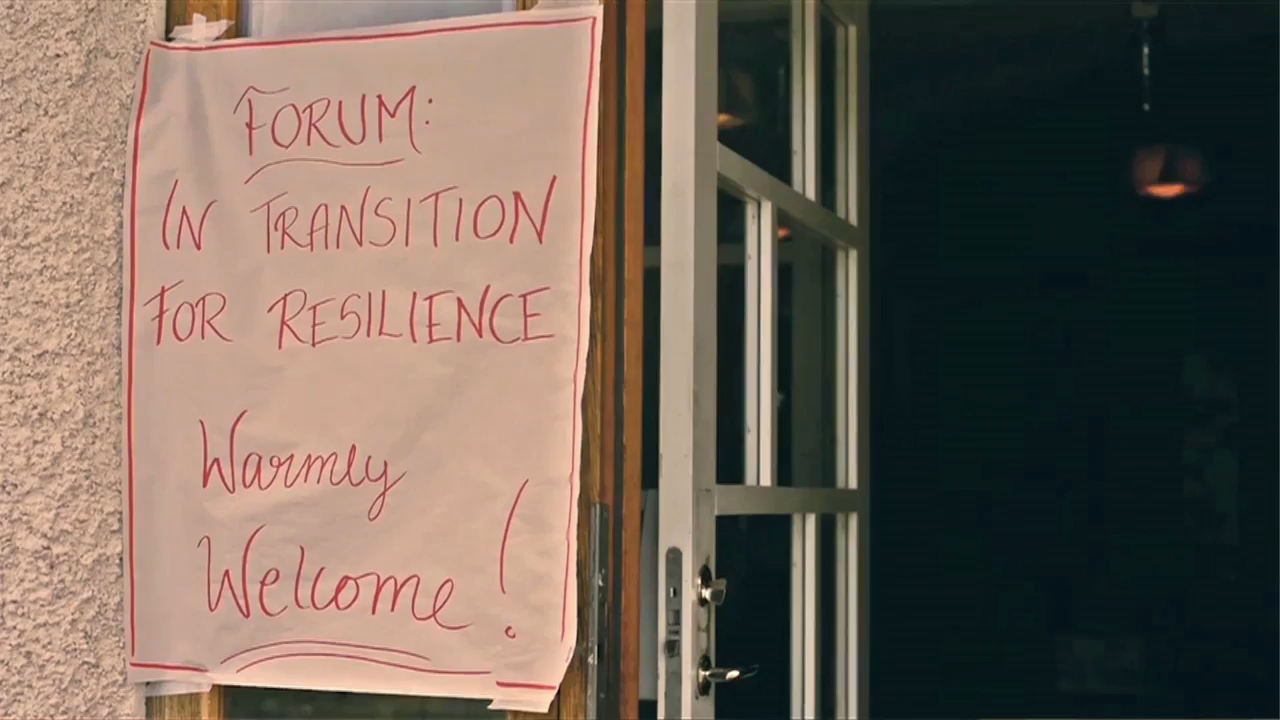 FORUM:
IN TRANSITION
FOR RESILIENCE
Warmly
Welcome!